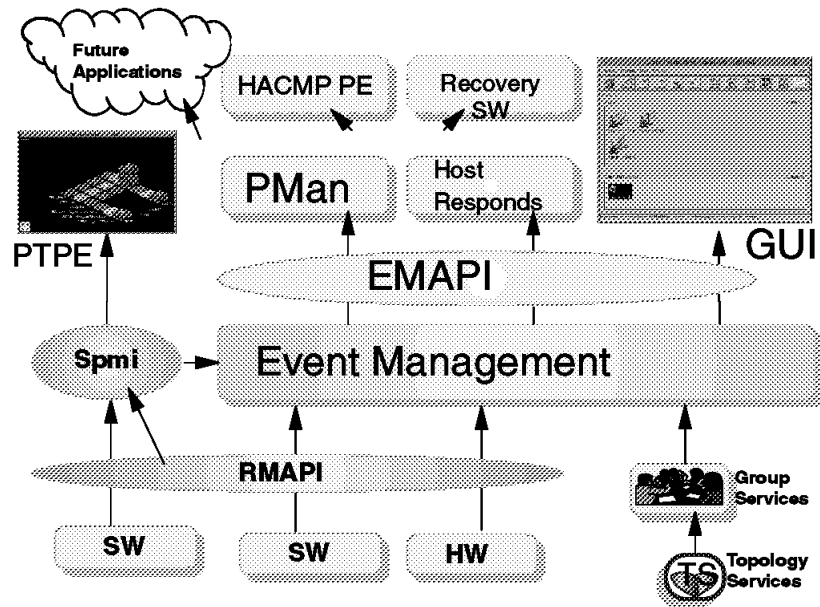 Future
Applications
HACMP PE
Recovery
SW
PMan
Host
Responds
PTPE
GUI
EMAPI
Spmi
Event Management
RMAPI
Group
Services
SW
SW
HW
TS
Topology
Services